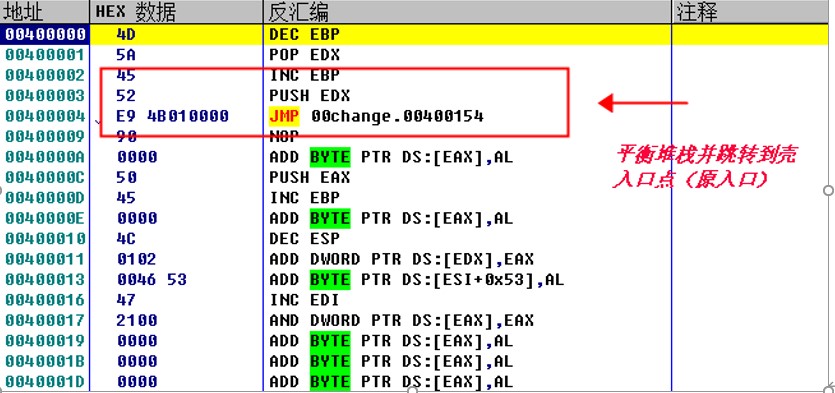 地址 HEX 数据 反汇编 注释
00400000 4D DEC EBP
00400001 5A POP EDX
00400002 45 INC EBP
00400003 52 PUSH EDX
00400004 E9 4B010000 JMP 00change.00400154
00400009 90 NOP
0040000A 0000 ADD BYTE PTR DS:[EAX],AL
0040000C 50 PUSH EAX
0040000D 45 INC EBP
0040000E 0000 ADD BYTE PTR DS:[EAX],AL
00400010 4C DEC ESP
00400011 0102 ADD DWORD PTR DS:[EDX],EAX
00400013 0046 53 ADD BYTE PTR DS:[ESI+0x53],AL
00400016 47 INC EDI
00400017 2100 AND DWORD PTR DS:[EAX],EAX
00400019 0000 ADD BYTE PTR DS:[EAX],AL
0040001B 0000 ADD BYTE PTR DS:[EAX],AL
0040001D 0000 ADD BYTE PTR DS:[EAX],AL
平衡堆栈并跳转到壳
入口点（原入口）